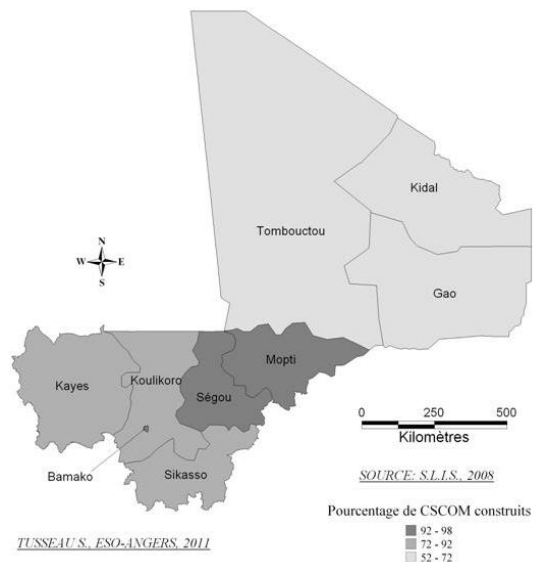 Kidal
Tombouctou
N
W E
S
Gao
Mopti
Kayes
Koulikoro
Ségou
Bamako
Sikasso
0 250 500
Kilomètres
SOURCE: S.L.I.S., 2008
Pourcentage de CSCOM construits
92 - 98
72 - 92
52 - 72
TUSSEAU S., ESO-ANGERS, 2011